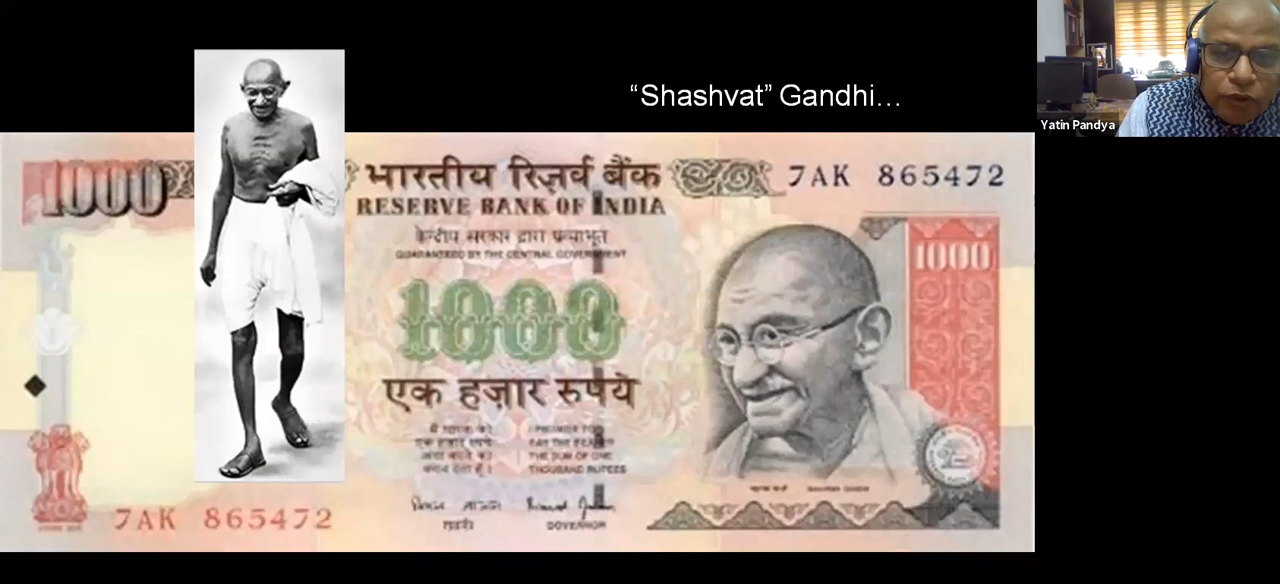 “Shashvat” Gandhi…
Yatin Pandya
1000
भारतीय रिज़र्व बैंक
RESERVE BANK OF INDIA
7AK 865472
केन्द्रीय सरकार द्वारा प्रत्याभूत
GUARANTEED BY THE CENTRAL GOVERNMENT
1000
1000
एक हज़ार रुपये
I PROMISE TO
PAY THE BEARER
THE SUM OF ONE
THOUSAND RUPEES
7AK 865472
GOVERNOR